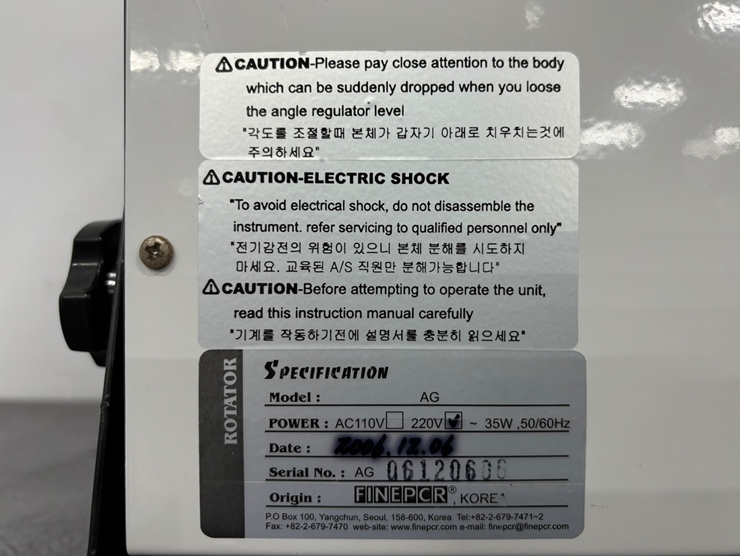 ⚠CAUTION-Please pay close attention to the body
which can be suddenly dropped when you loose
the angle regulator level
"각도를 조절할때 본체가 갑자기 아래로 치우치는것에
주의하세요"
⚠CAUTION-ELECTRIC SHOCK
"To avoid electrical shock, do not disassemble the
instrument. refer servicing to qualified personnel only"
"전기감전의 위험이 있으니 본체 분해를 시도하지
마세요. 교육된 A/S 직원만 분해가능합니다"
⚠CAUTION-Before attempting to operate the unit,
read this instruction manual carefully
"기계를 작동하기전에 설명서를 충분히 읽으세요"
ROTATOR
SPECIFICATION
Model : AG
POWER : AC110V☐ 220V☑ ~ 35W ,50/60Hz
Date : 2006.12.06
Serial No. : AG 06120606
Origin : FINEPCR® , KOREA
P.O Box 100, Yangchun, Seoul, 158-600, Korea Tel:+82-2-679-7471~2
Fax: +82-2-679-7470 web-site: www.finepcr.com e-mail: finepcr@finepcr.com